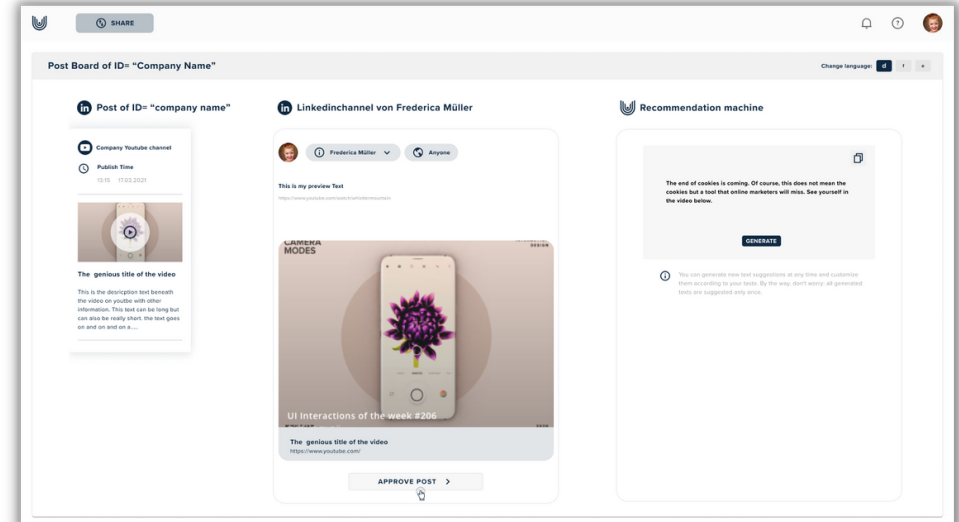 SHARE
Post Board of ID= “Company Name”
Change language: d f e
in Post of ID= “company name”
Company Youtube channel
Publish Time
13:15 17.03.2021
The genious title of the video
This is the desricption text beneath
the video on youtbe with other
information. This text can be long but
can also be really short. the text goes
on and on and on a....
in Linkedinchannel von Frederica Müller
Frederica Müller
Anyone
This is my preview Text
CAMERA
MODES
DESIGN
UI Interactions of the week #206
The genious title of the video
https://www.youtube.com/
APPROVE POST >
Recommendation machine
The end of cookies is coming. Of course, this does not mean the
cookies but a tool that online marketers will miss. See yourself in
the video below.
GENERATE
You can generate new text suggestions at any time and customize
them according to your taste. By the way, don't worry: all generated
texts are suggested only once.